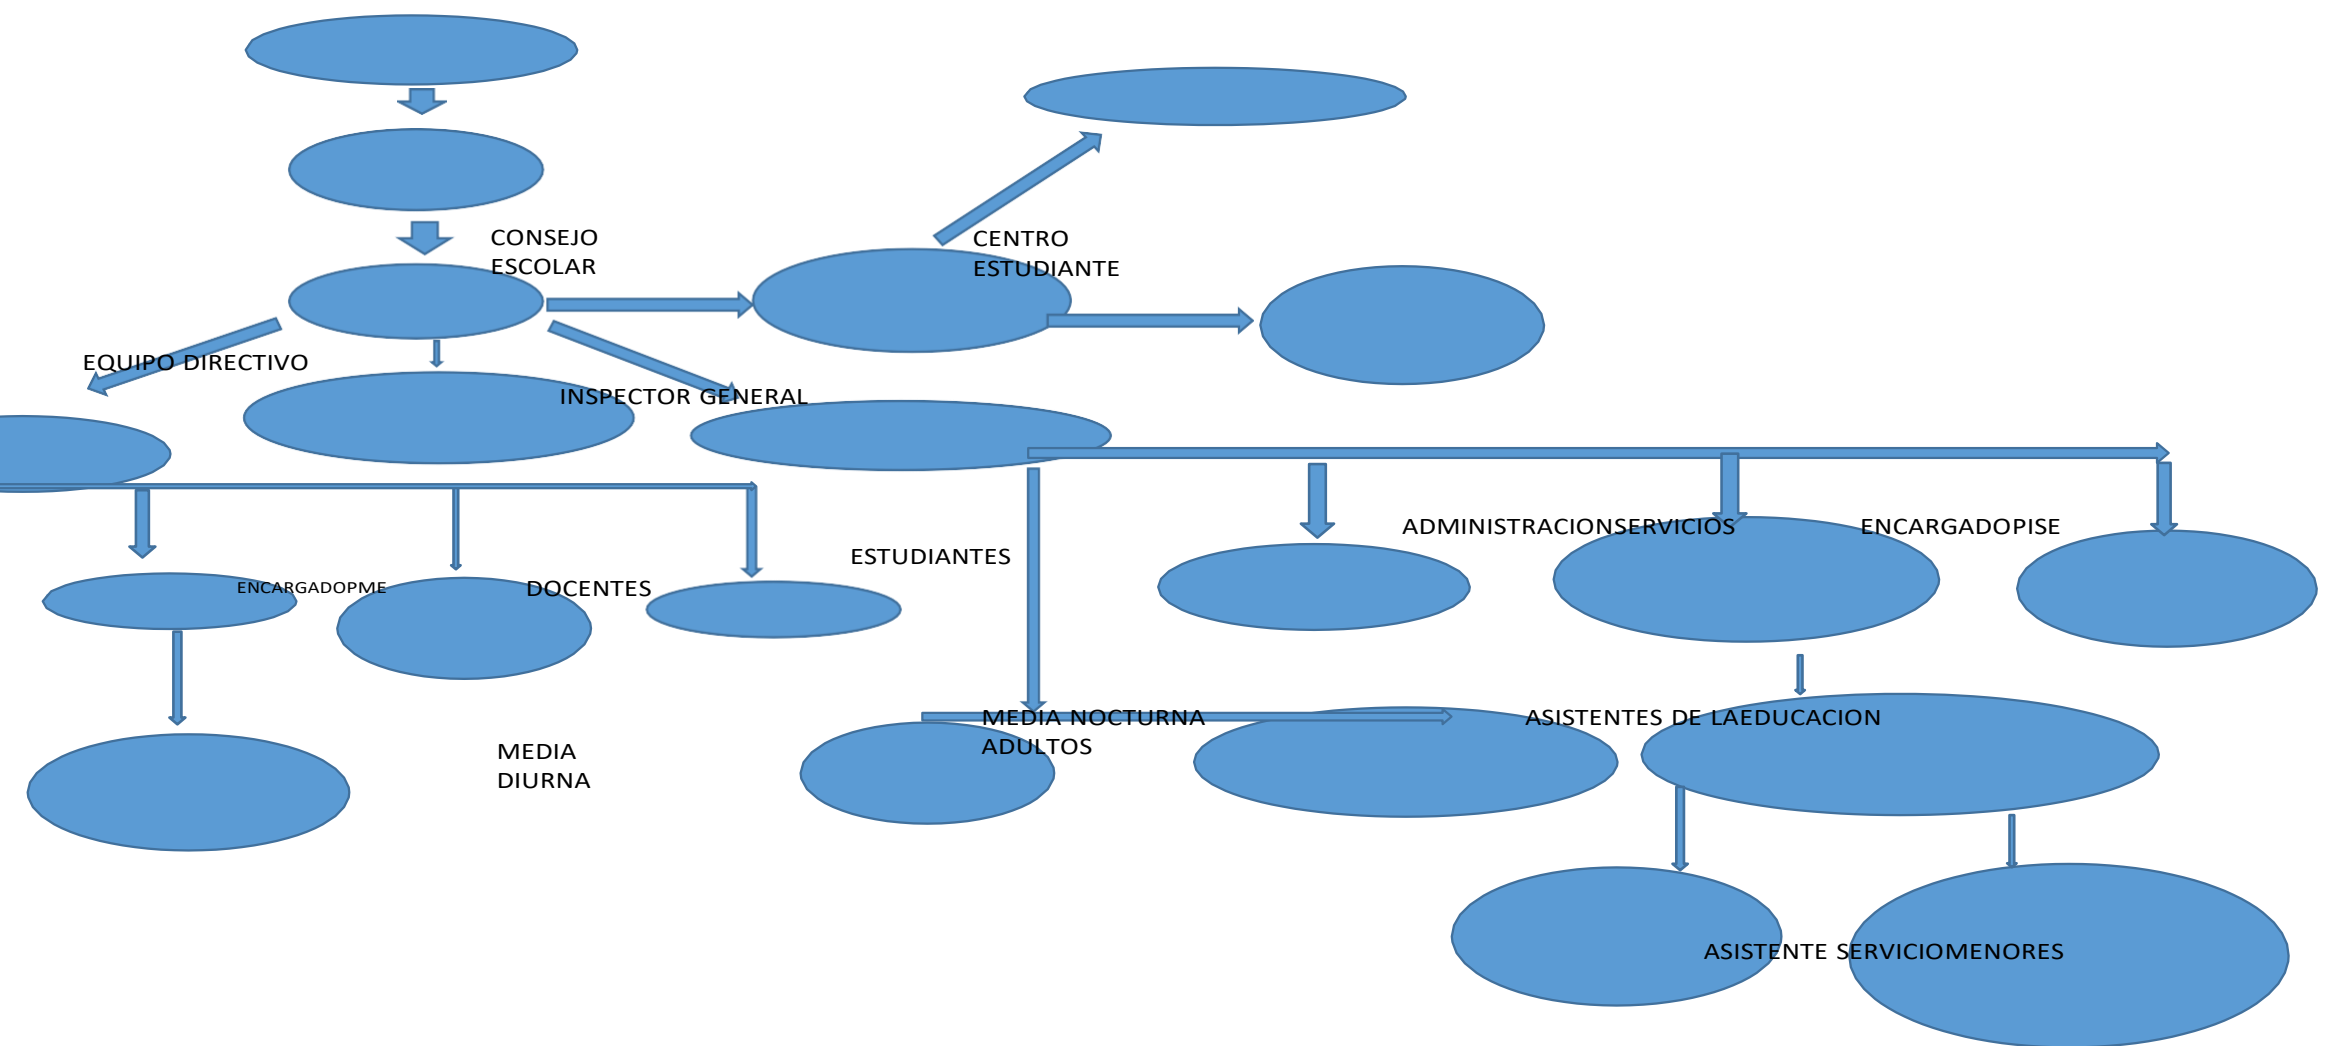 CONSEJO
ESCOLAR
CENTRO
ESTUDIANTE
EQUIPO DIRECTIVO
INSPECTOR GENERAL
ADMINISTRACIONSERVICIOS
ENCARGADOPISE
ESTUDIANTES
ENCARGADOPME
DOCENTES
MEDIA NOCTURNA
ADULTOS
ASISTENTES DE LAEDUCACION
MEDIA
DIURNA
ASISTENTE SERVICIOMENORES